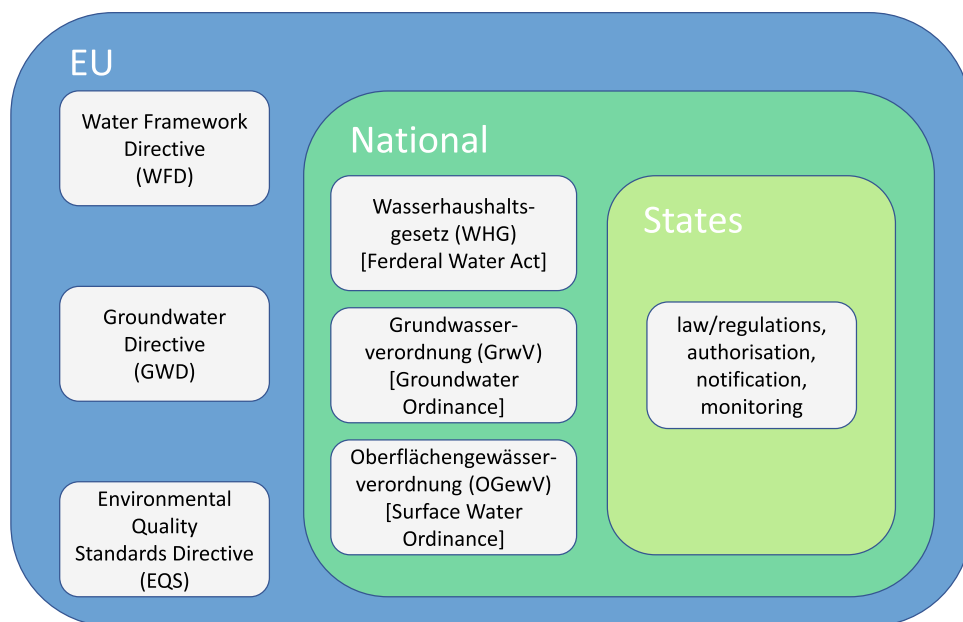 EU
Water Framework
Directive
(WFD)
Groundwater
Directive
(GWD)
Environmental
Quality
Standards Directive
(EQS)
National
Wasserhaushalts-
gesetz (WHG)
[Ferderal Water Act]
Grundwasser-
verordnung (GrwV)
[Groundwater
Ordinance]
Oberflächengewässer-
verordnung (OGewV)
[Surface Water
Ordinance]
States
law/regulations,
authorisation,
notification,
monitoring